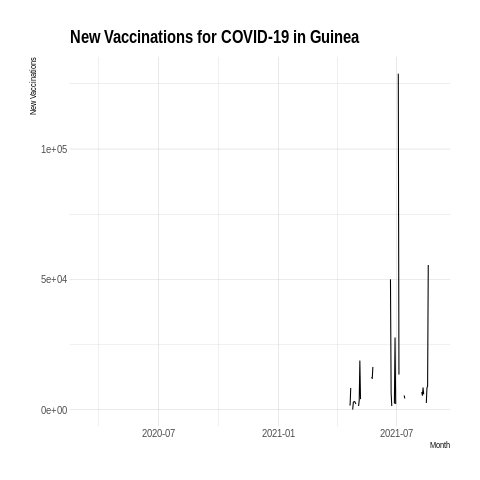 New Vaccinations for COVID-19 in Guinea
New Vaccinations
1e+05
5e+04
0e+00
2020-07
2021-01
2021-07
Month